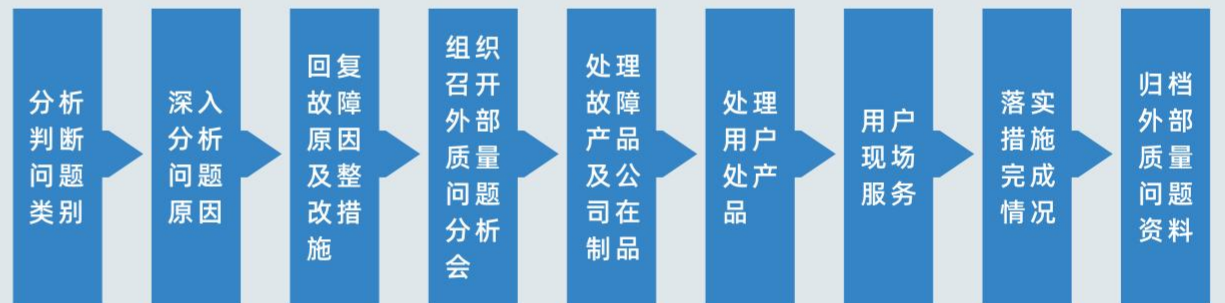 分析
判断
问题
类别
深入
分析
问题
原因
回复
故障
原因
及整
改措
施
组织
召开
外部
质量
问题
分析
会
处理
故障
产品
及公
司在
制品
处理
用户
处产
品
用户
现场
服务
落实
措施
完成
情况
归档
外部
质量
问题
资料